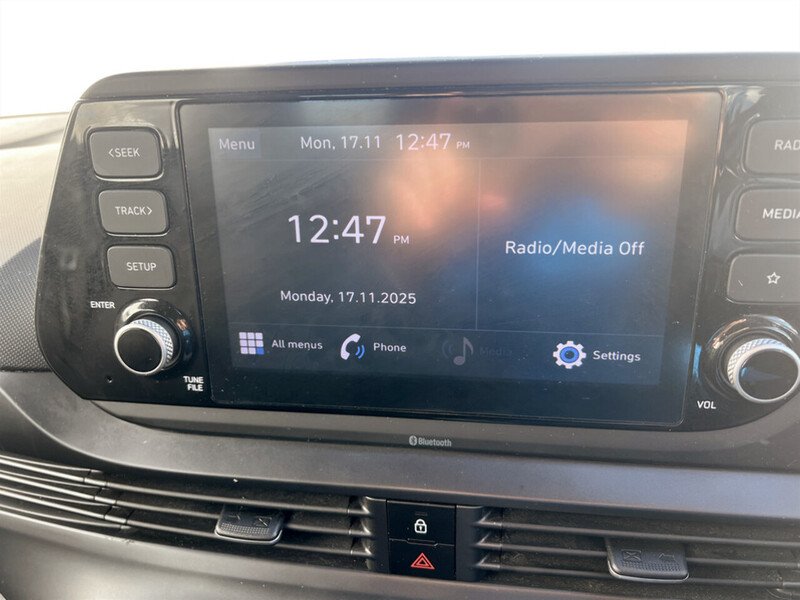 <SEEK
TRACK>
SETUP
ENTER
TUNE
FILE
Menu
Mon, 17.11 12:47 PM
12:47 PM
Monday, 17.11.2025
Radio/Media Off
All menus
Phone
Media
Settings
RAD
MEDIA
VOL
Bluetooth